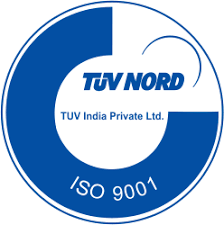 TÜV NORD
TUV India Private Ltd.
ISO 9001